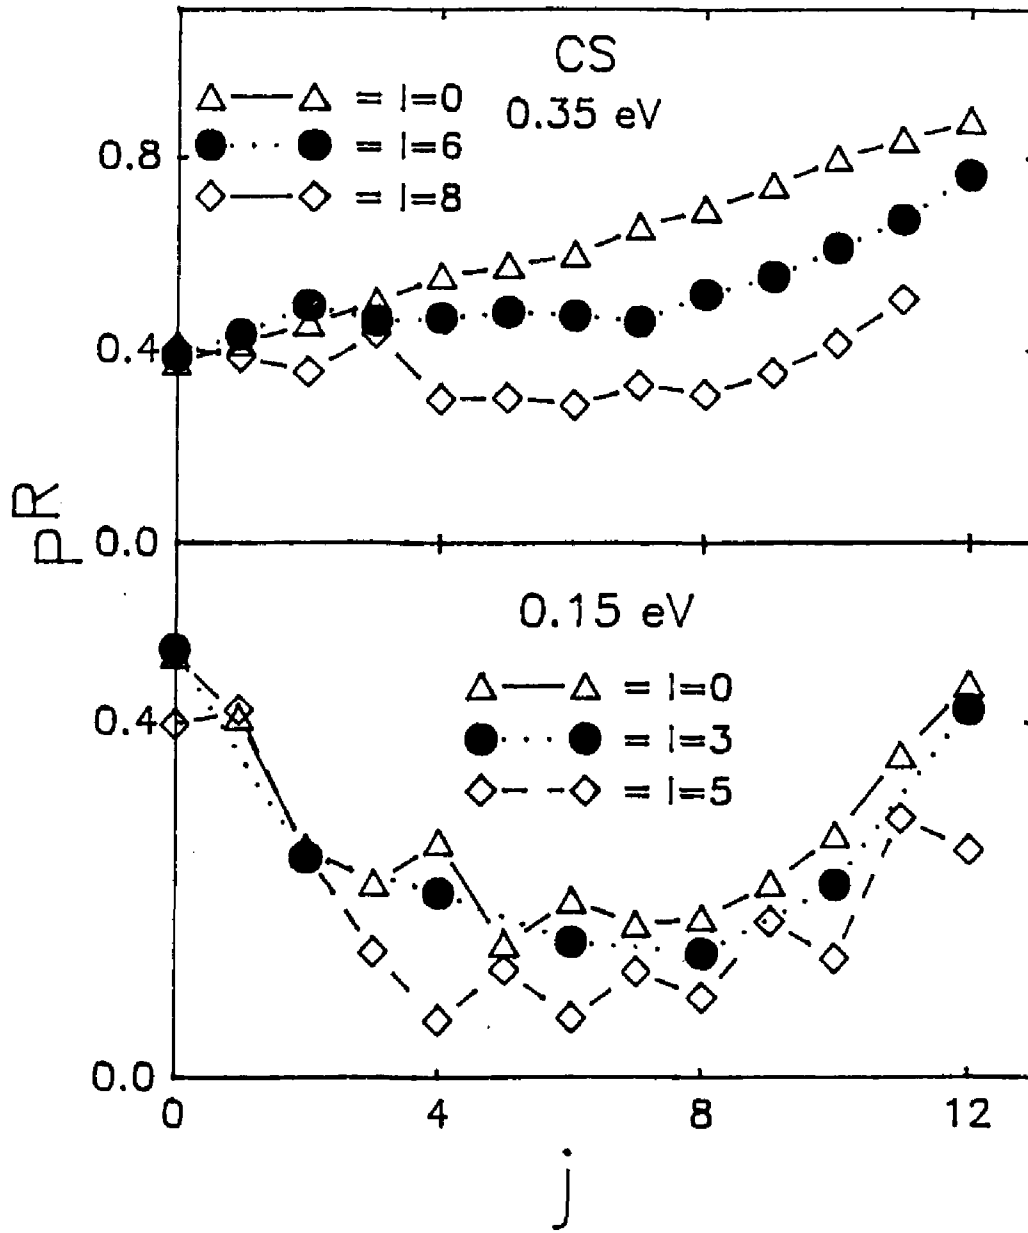 CS
0.35 eV
= l=0
= l=6
= l=8
0.8
0.4
0.0
PR
0.15 eV
= l=0
= l=3
= l=5
0.4
0.0
0 4 8 12
j